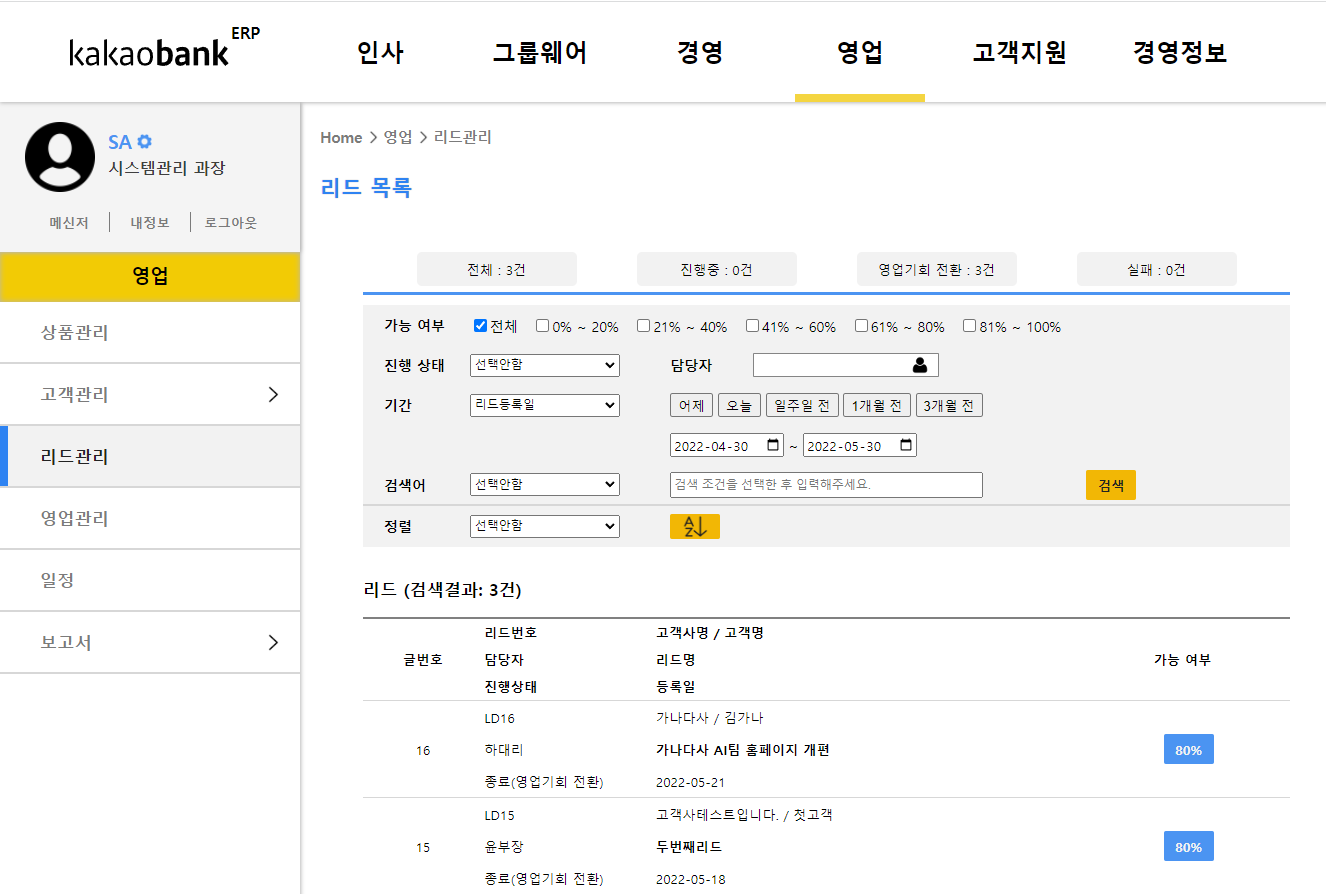 kakaobank ERP
인사 그룹웨어 경영 영업 고객지원 경영정보
SA
시스템관리 과장
메신저 내정보 로그아웃
영업
상품관리
고객관리
리드관리
영업관리
일정
보고서
Home > 영업 > 리드관리
리드 목록
전체 : 3건 진행중 : 0건 영업기회 전환 : 3건 실패 : 0건
가능 여부 전체 0% ~ 20% 21% ~ 40% 41% ~ 60% 61% ~ 80% 81% ~ 100%
진행 상태 선택안함 담당자
기간 리드등록일 어제 오늘 일주일 전 1개월 전 3개월 전
2022-04-30 ~ 2022-05-30
검색어 선택안함 검색 조건을 선택한 후 입력해주세요. 검색
정렬 선택안함 AZ
리드 (검색결과: 3건)
리드번호 고객사명 / 고객명
글번호 담당자 리드명 가능 여부
진행상태 등록일
LD16 가나다사 / 김가나
16 하대리 가나다사 AI팀 홈페이지 개편 80%
종료(영업기회 전환) 2022-05-21
LD15 고객사테스트입니다. / 첫고객
15 윤부장 두번째리드 80%
종료(영업기회 전환) 2022-05-18